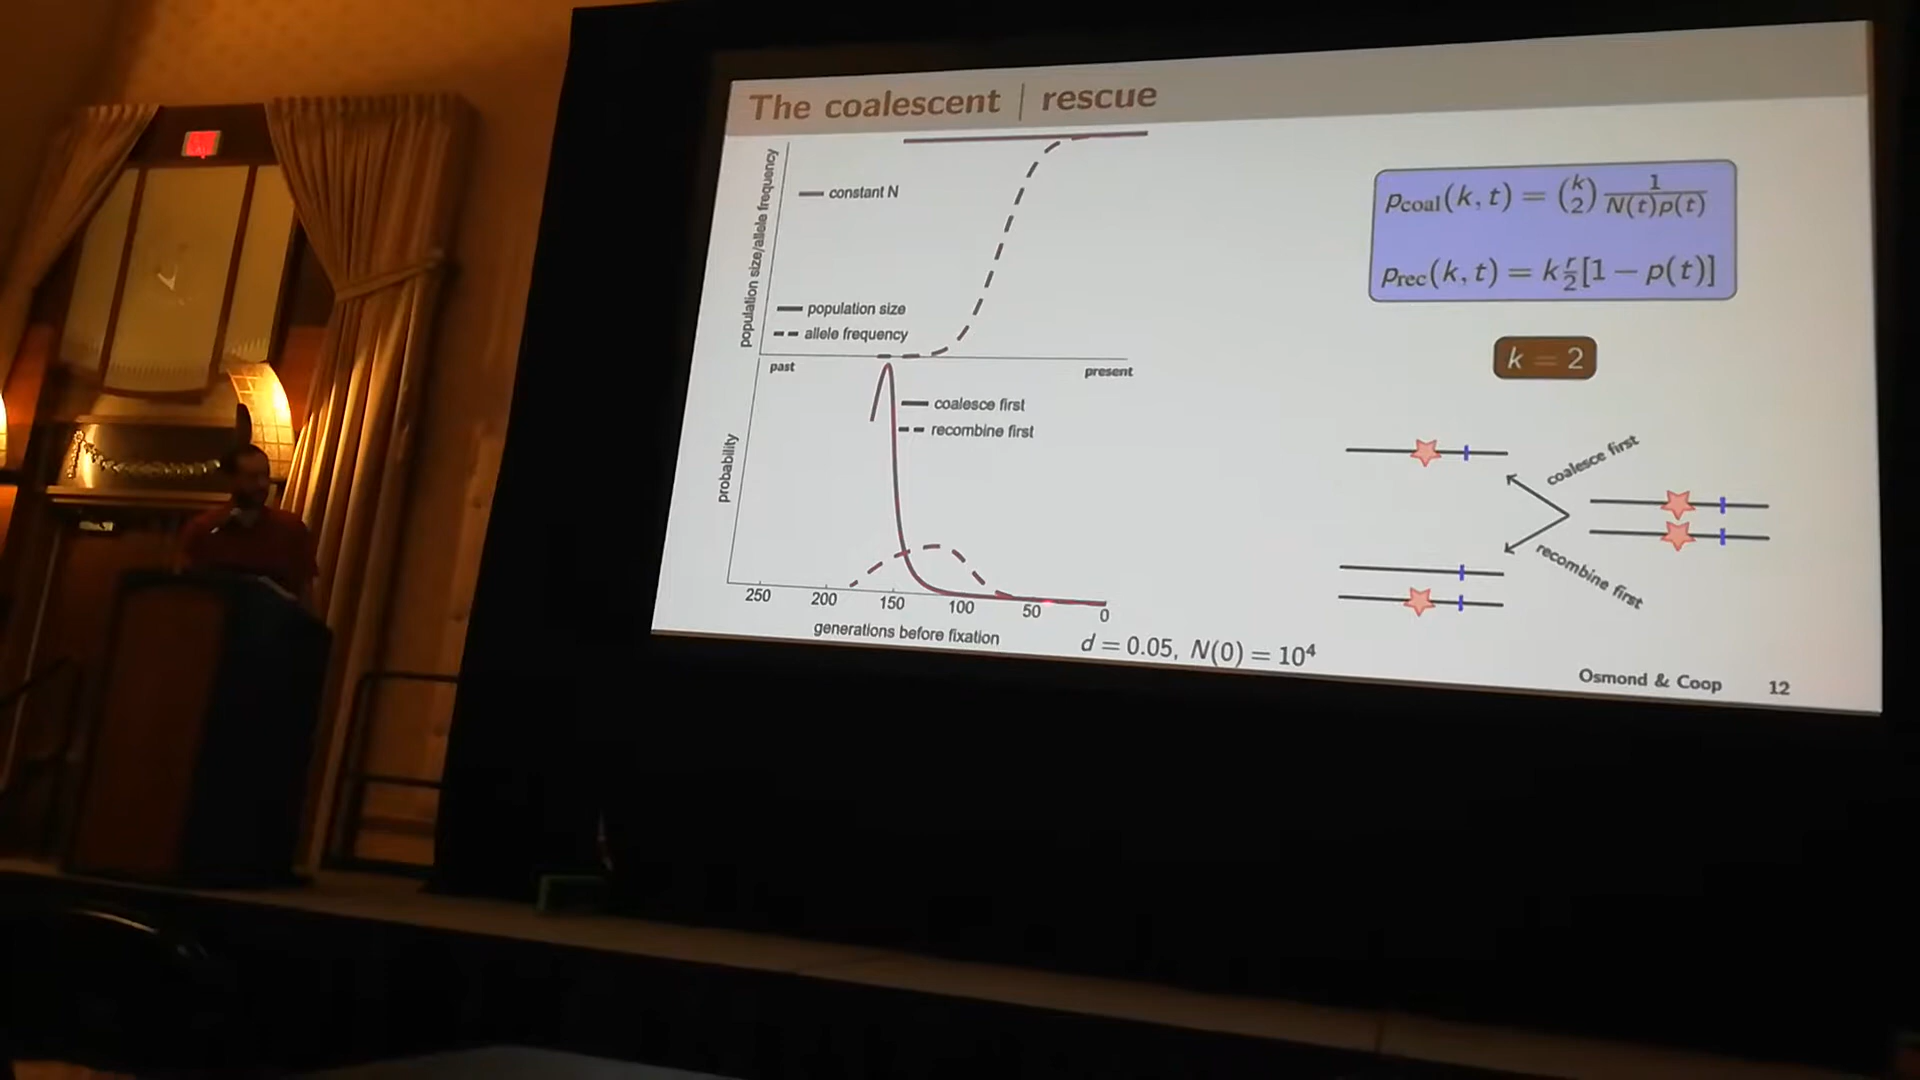 The coalescent | rescue
population size/allele frequency
constant N
population size
allele frequency
past
present
p_coal(k, t) = (k 2) 1/N(t)p(t)
p_rec(k, t) = k r/2 [1 − p(t)]
k = 2
probability
coalesce first
recombine first
250 200 150 100 50 0
generations before fixation
coalesce first
recombine first
d = 0.05, N(0) = 10⁴
Osmond & Coop 12